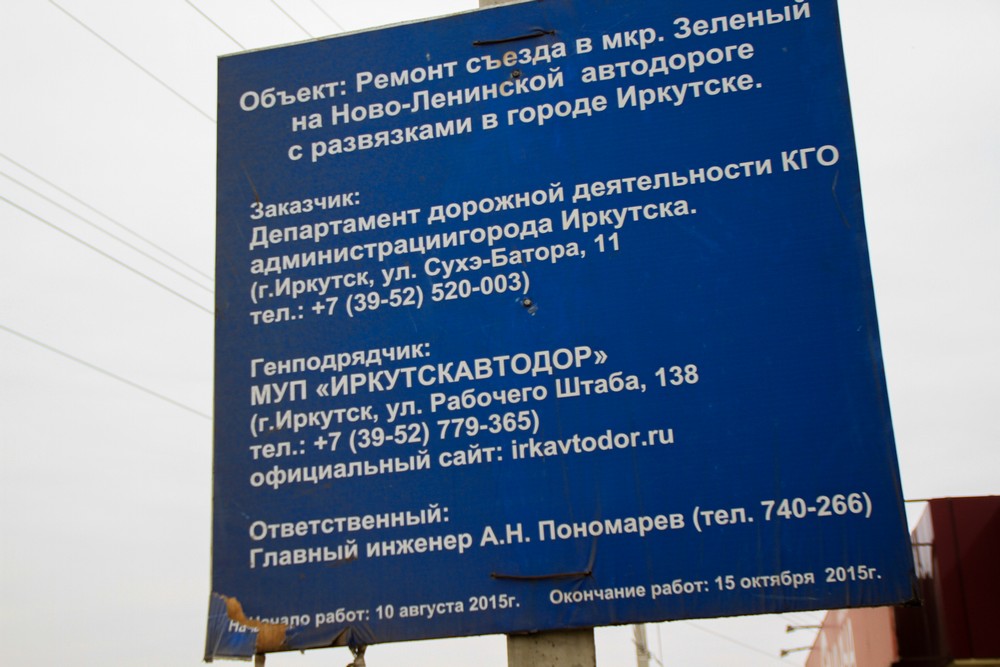 Объект: Ремонт съезда в мкр. Зеленый
на Ново-Ленинской автодороге
с развязками в городе Иркутске.
Заказчик:
Департамент дорожной деятельности КГО
администрациигорода Иркутска.
(г.Иркутск, ул. Сухэ-Батора, 11
тел.: +7 (39-52) 520-003)
Генподрядчик:
МУП «ИРКУТСКАВТОДОР»
(г.Иркутск, ул. Рабочего Штаба, 138
тел.: +7 (39-52) 779-365)
официальный сайт: irkavtodor.ru
Ответственный:
Главный инженер А.Н. Пономарев (тел. 740-266)
Начало работ: 10 августа 2015г. Окончание работ: 15 октября 2015г.